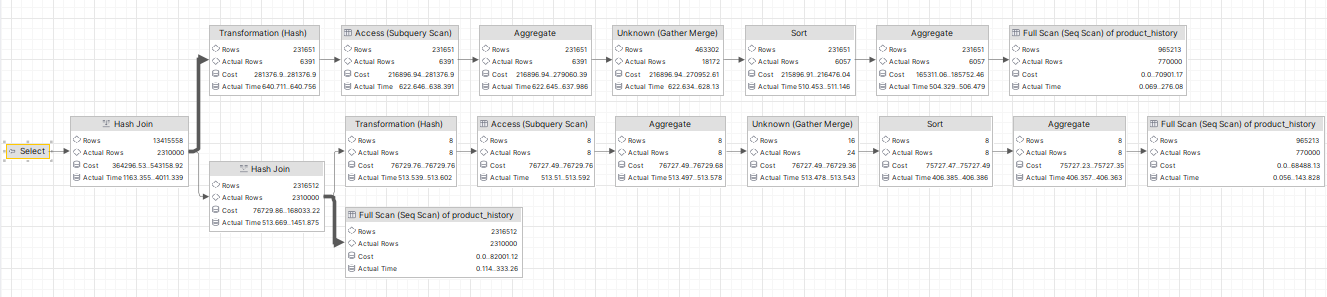 Transformation (Hash)
Rows 231651
Actual Rows 6391
Cost 281376.9..281376.9
Actual Time 640.711..640.756
Access (Subquery Scan)
Rows 231651
Actual Rows 6391
Cost 216896.94..281376.9
Actual Time 622.646..638.391
Aggregate
Rows 231651
Actual Rows 6391
Cost 216896.94..279060.39
Actual Time 622.645..637.986
Unknown (Gather Merge)
Rows 463302
Actual Rows 18172
Cost 216896.94..270952.61
Actual Time 622.634..628.13
Sort
Rows 231651
Actual Rows 6057
Cost 215896.91..216476.04
Actual Time 510.453..511.146
Aggregate
Rows 231651
Actual Rows 6057
Cost 165311.06..185752.46
Actual Time 504.329..506.479
Full Scan (Seq Scan) of product_history
Rows 965213
Actual Rows 770000
Cost 0.0..70901.17
Actual Time 0.069..276.08
Select
Hash Join
Rows 13415558
Actual Rows 2310000
Cost 364296.53..543158.92
Actual Time 1163.355..4011.339
Transformation (Hash)
Rows 8
Actual Rows 8
Cost 76729.76..76729.76
Actual Time 513.539..513.602
Access (Subquery Scan)
Rows 8
Actual Rows 8
Cost 76727.49..76729.76
Actual Time 513.51..513.592
Aggregate
Rows 8
Actual Rows 8
Cost 76727.49..76729.68
Actual Time 513.497..513.578
Unknown (Gather Merge)
Rows 16
Actual Rows 24
Cost 76727.49..76729.36
Actual Time 513.478..513.543
Sort
Rows 8
Actual Rows 8
Cost 75727.47..75727.49
Actual Time 406.385..406.386
Aggregate
Rows 8
Actual Rows 8
Cost 75727.23..75727.35
Actual Time 406.357..406.363
Full Scan (Seq Scan) of product_history
Rows 965213
Actual Rows 770000
Cost 0.0..68488.13
Actual Time 0.056..143.828
Hash Join
Rows 2316512
Actual Rows 2310000
Cost 76729.86..168033.22
Actual Time 513.669..1451.875
Full Scan (Seq Scan) of product_history
Rows 2316512
Actual Rows 2310000
Cost 0.0..82001.12
Actual Time 0.114..333.26